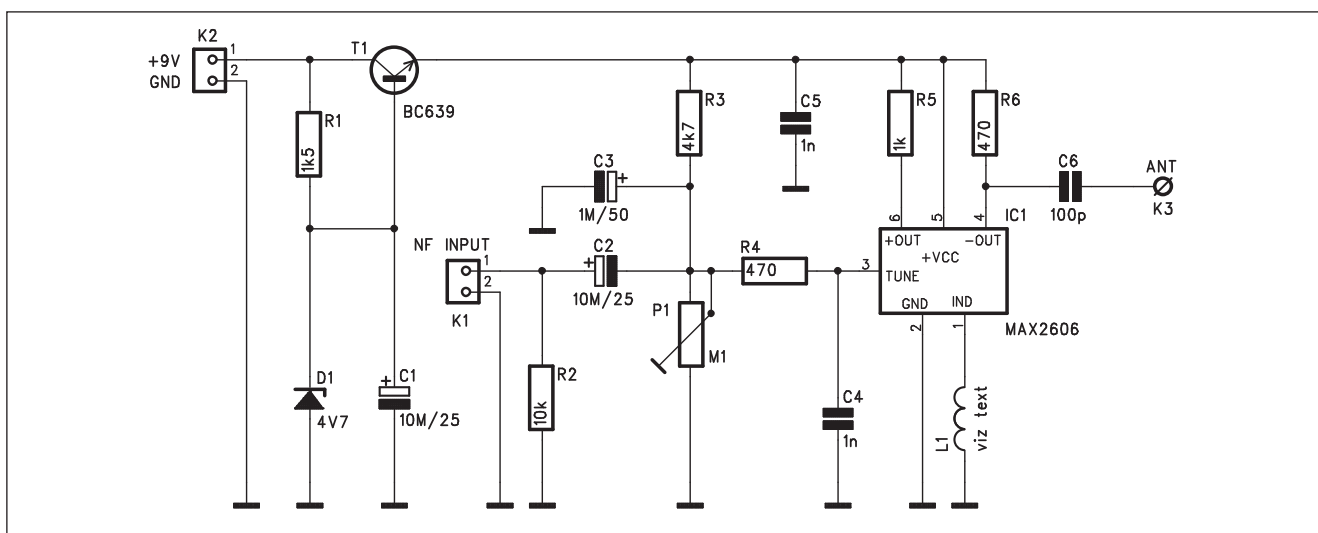 K2
+9V
GND
1
2
T1
BC639
R1
1k5
D1
4V7
C1
10M/25
NF INPUT
1
2
K1
R2
10k
C3
1M/50
C2
10M/25
R3
4k7
P1
M1
C5
1n
R4
470
C4
1n
R5
1k
R6
470
C6
100p
ANT
K3
6
5
4
IC1
+OUT
-OUT
+VCC
3
TUNE
GND
IND
2
1
MAX2606
L1
viz text